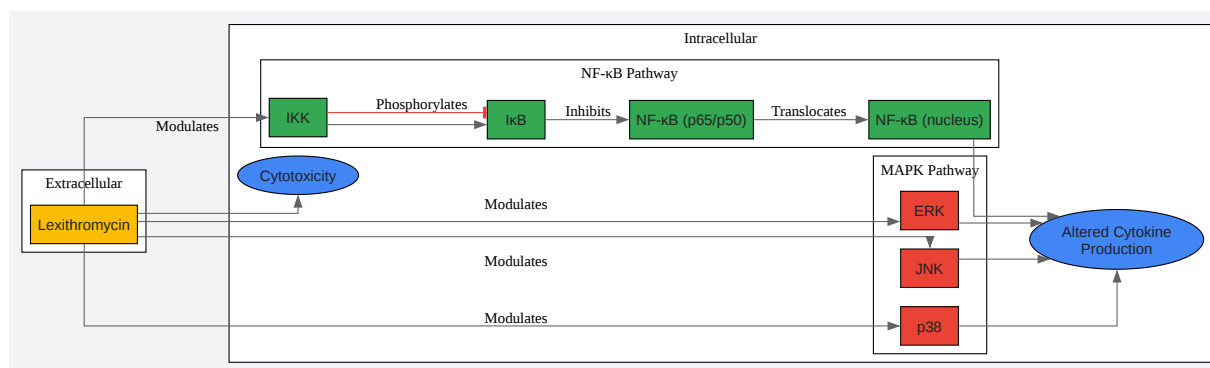 Intracellular
NF-κB Pathway
IKK
Phosphorylates
IκB
Inhibits
NF-κB (p65/p50)
Translocates
NF-κB (nucleus)
Modulates
Cytotoxicity
Extracellular
Lexithromycin
MAPK Pathway
Modulates
ERK
Altered Cytokine
Production
Modulates
JNK
Modulates
p38